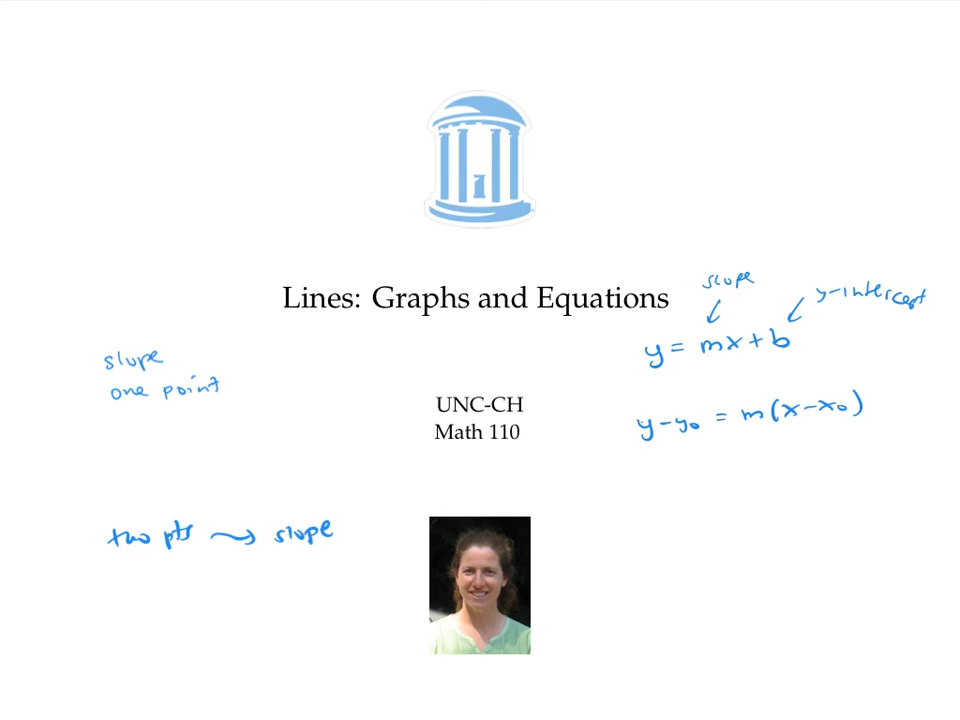 Lines: Graphs and Equations
slope
y-intercept
y = mx + b
slope
one point
UNC-CH
Math 110
y - y₀ = m(x - x₀)
two pts ⤳ slope